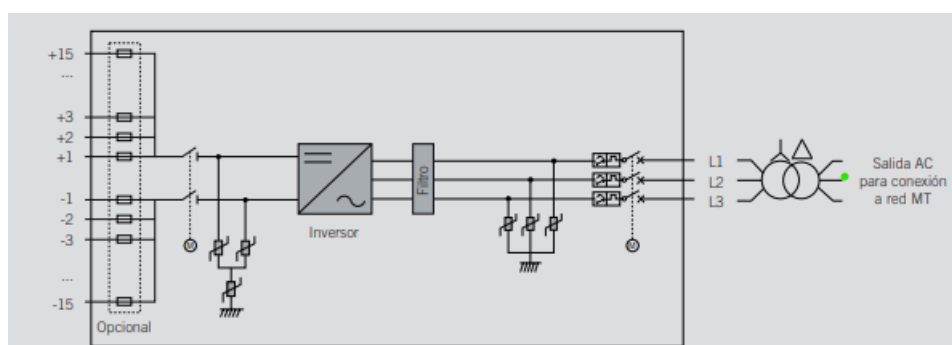 +15
...
+3
+2
+1
-1
-2
-3
...
-15
Opcional
M
Inversor
Filtro
M
L1
L2
L3
Salida AC
para conexión
a red MT